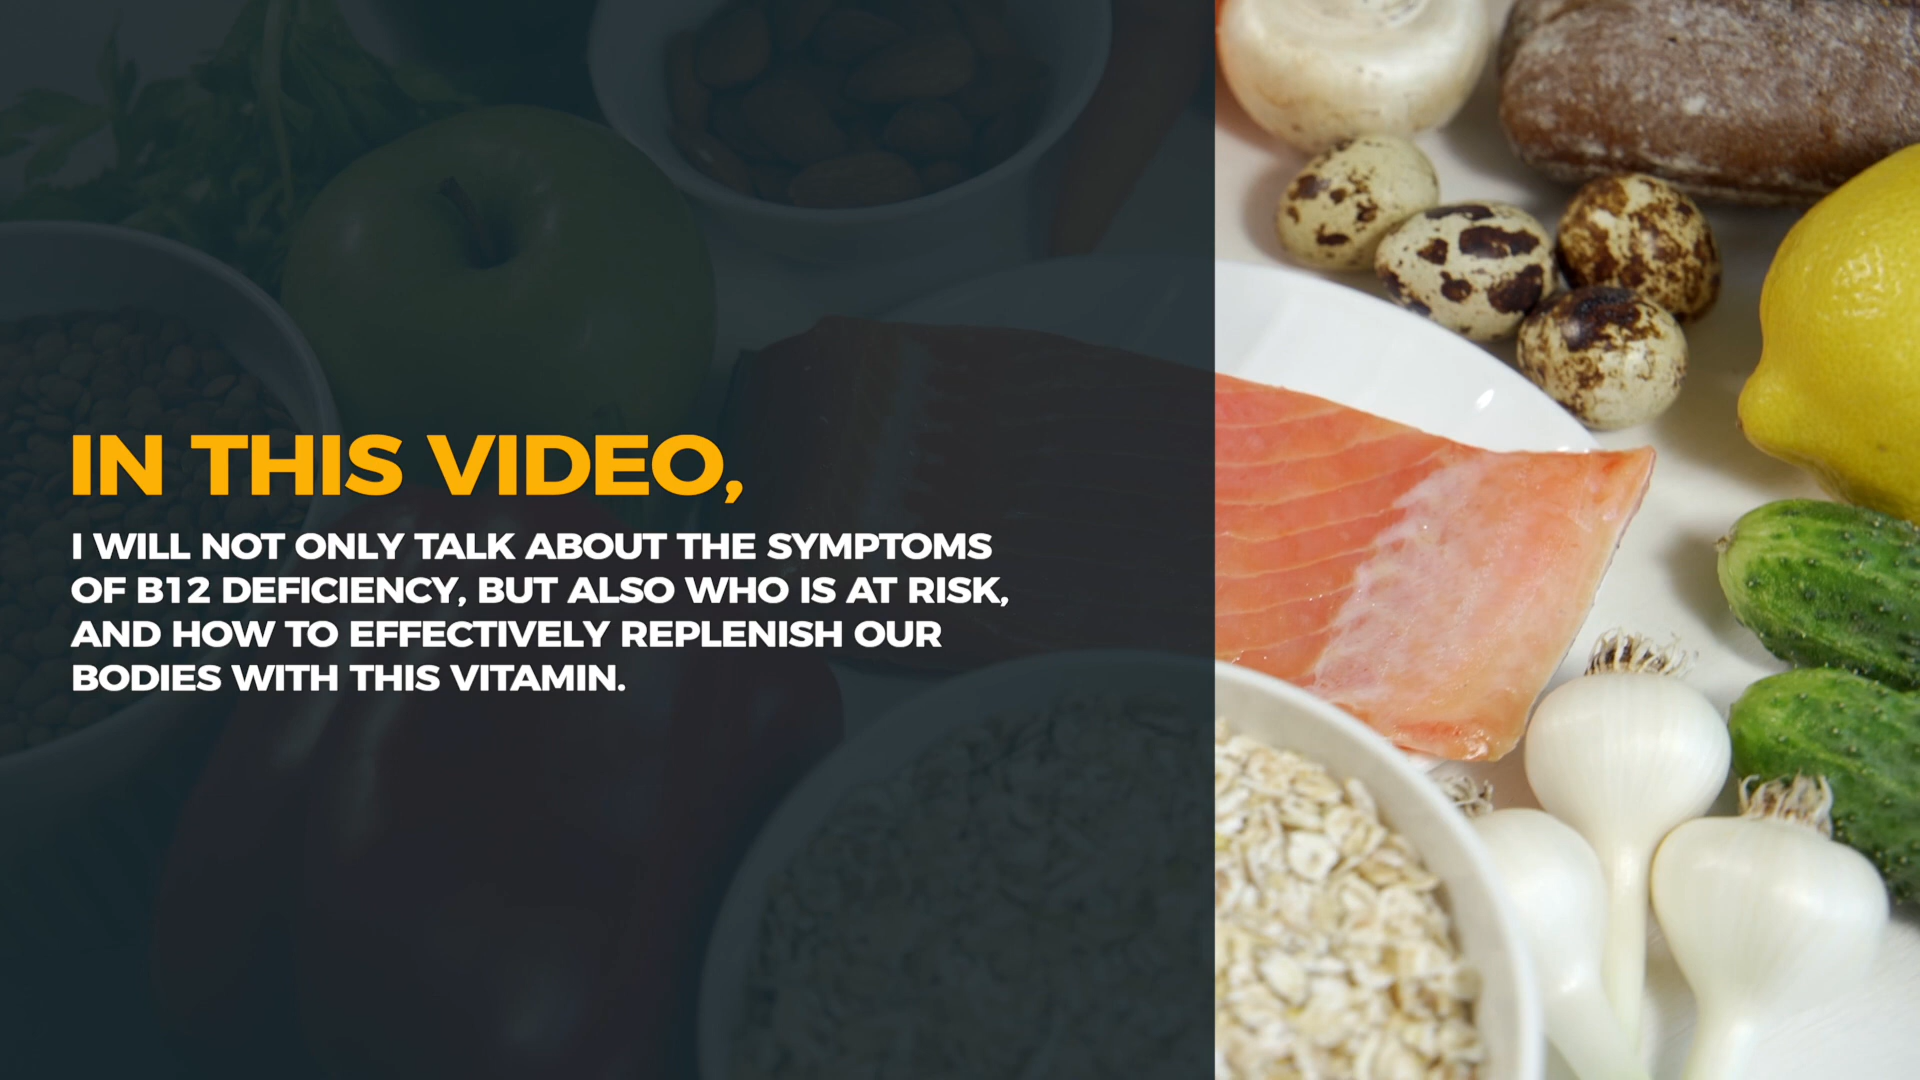 IN THIS VIDEO,
I WILL NOT ONLY TALK ABOUT THE SYMPTOMS
OF B12 DEFICIENCY, BUT ALSO WHO IS AT RISK,
AND HOW TO EFFECTIVELY REPLENISH OUR
BODIES WITH THIS VITAMIN.